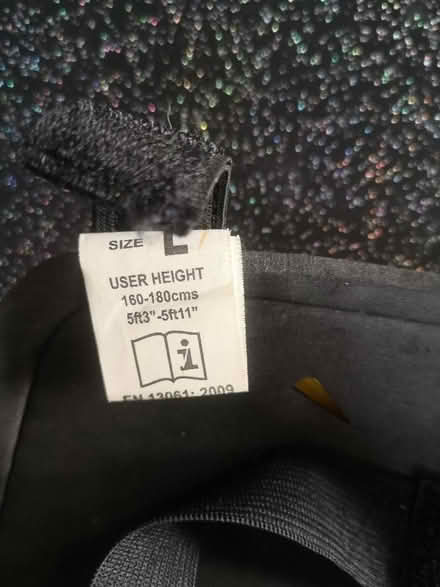 SIZE L
USER HEIGHT
160-180cms
5ft3"-5ft11"
i
EN 13061: 2009